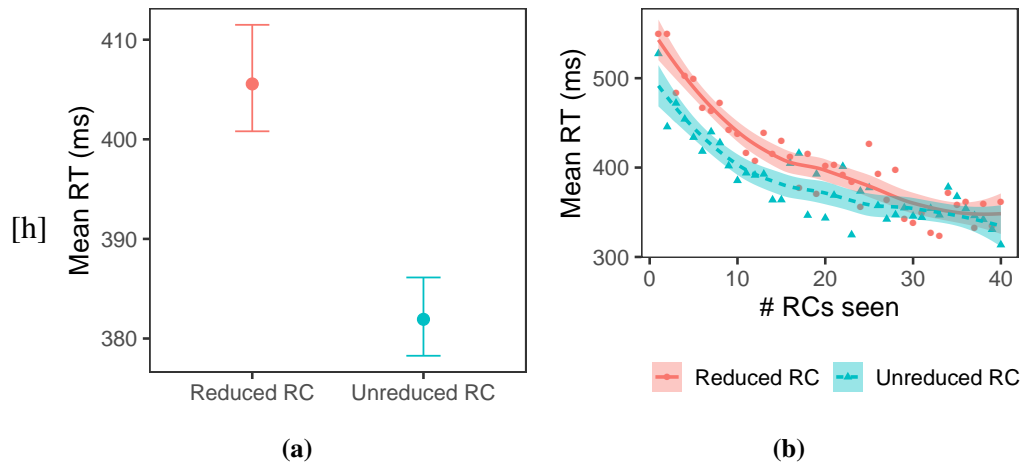 [h]
Mean RT (ms)
410
400
390
380
Reduced RC Unreduced RC
(a)
Mean RT (ms)
500
400
300
0 10 20 30 40
# RCs seen
Reduced RC Unreduced RC
(b)